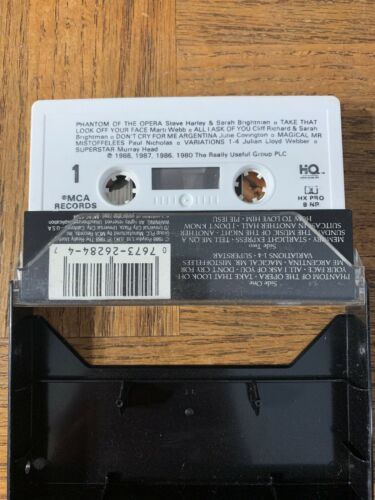 PHANTOM OF THE OPERA Steve Harley & Sarah Brightman • TAKE THAT
LOOK OFF YOUR FACE Marti Webb • ALL I ASK OF YOU Cliff Richard & Sarah
Brightman • DON'T CRY FOR ME ARGENTINA Julie Covington • MAGICAL MR
MISTOFFELEES Paul Nicholas • VARIATIONS 1-4 Julian Lloyd Webber •
SUPERSTAR Murray Head
℗ 1988, 1987, 1986, 1980 The Really Useful Group PLC
1
MCA
RECORDS
HQ
HX PRO
B NR
Side One
PHANTOM OF THE OPERA - TAKE THAT LOOK OFF
YOUR FACE - ALL I ASK OF YOU - DON'T CRY FOR
ME ARGENTINA - MAGICAL MR. MISTOFFELEES
VARIATIONS 1-4 - SUPERSTAR
Side Two
MEMORY - STARLIGHT EXPRESS - TELL ME ON A
SUNDAY - THE MUSIC OF THE NIGHT - ANOTHER
SUITCASE IN ANOTHER HALL - I DON'T KNOW
HOW TO LOVE HIM - PIE JESU
0 7673-26284-4 7